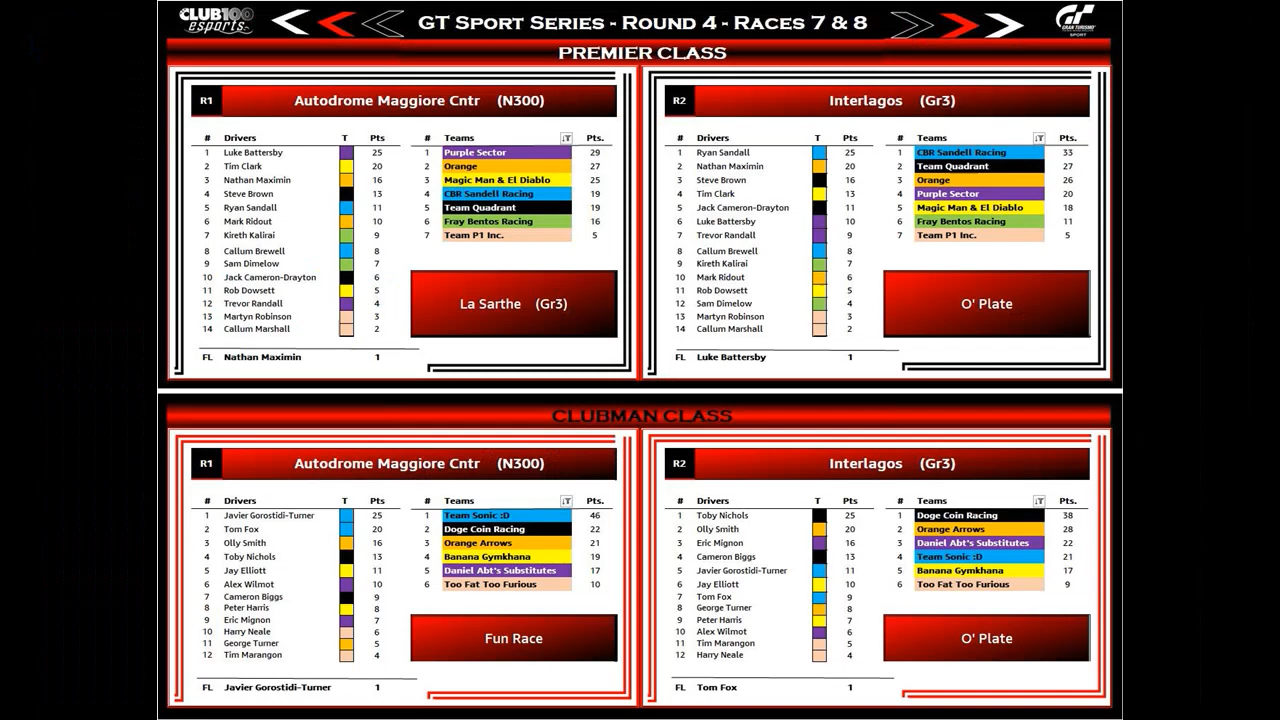 CLUB100 esports GT Sport Series - Round 4 - Races 7 & 8 GRAN TURISMO SPORT
PREMIER CLASS
R1 Autodrome Maggiore Cntr (N300)
# Drivers T Pts # Teams Pts.
1 Luke Battersby 25 1 Purple Sector 29
2 Tim Clark 20 2 Orange 27
3 Nathan Maximin 16 3 Magic Man & El Diablo 25
4 Steve Brown 13 4 CBR Sandell Racing 19
5 Ryan Sandall 11 5 Team Quadrant 19
6 Mark Ridout 10 6 Fray Bentos Racing 16
7 Kireth Kalirai 9 7 Team P1 Inc. 5
8 Callum Brewell 8
9 Sam Dimelow 7
10 Jack Cameron-Drayton 6
11 Rob Dowsett 5
12 Trevor Randall 4
13 Martyn Robinson 3
14 Callum Marshall 2
La Sarthe (Gr3)
FL Nathan Maximin 1
R2 Interlagos (Gr3)
# Drivers T Pts # Teams Pts.
1 Ryan Sandall 25 1 CBR Sandell Racing 33
2 Nathan Maximin 20 2 Team Quadrant 27
3 Steve Brown 16 3 Orange 26
4 Tim Clark 13 4 Purple Sector 20
5 Jack Cameron-Drayton 11 5 Magic Man & El Diablo 18
6 Luke Battersby 10 6 Fray Bentos Racing 11
7 Trevor Randall 9 7 Team P1 Inc. 5
8 Callum Brewell 8
9 Kireth Kalirai 7
10 Mark Ridout 6
11 Rob Dowsett 5
12 Sam Dimelow 4
13 Martyn Robinson 3
14 Callum Marshall 2
O' Plate
FL Luke Battersby 1
CLUBMAN CLASS
R1 Autodrome Maggiore Cntr (N300)
# Drivers T Pts # Teams Pts.
1 Javier Gorostidi-Turner 25 1 Team Sonic :D 46
2 Tom Fox 20 2 Doge Coin Racing 22
3 Olly Smith 16 3 Orange Arrows 21
4 Toby Nichols 13 4 Banana Gymkhana 19
5 Jay Elliott 11 5 Daniel Abt's Substitutes 17
6 Alex Wilmot 10 6 Too Fat Too Furious 10
7 Cameron Biggs 9
8 Peter Harris 8
9 Eric Mignon 7
10 Harry Neale 6
11 George Turner 5
12 Tim Marangon 4
Fun Race
FL Javier Gorostidi-Turner 1
R2 Interlagos (Gr3)
# Drivers T Pts # Teams Pts.
1 Toby Nichols 25 1 Doge Coin Racing 38
2 Olly Smith 20 2 Orange Arrows 28
3 Eric Mignon 16 3 Daniel Abt's Substitutes 22
4 Cameron Biggs 13 4 Team Sonic :D 21
5 Javier Gorostidi-Turner 11 5 Banana Gymkhana 17
6 Jay Elliott 10 6 Too Fat Too Furious 9
7 Tom Fox 9
8 George Turner 8
9 Peter Harris 7
10 Alex Wilmot 6
11 Tim Marangon 5
12 Harry Neale 4
O' Plate
FL Tom Fox 1